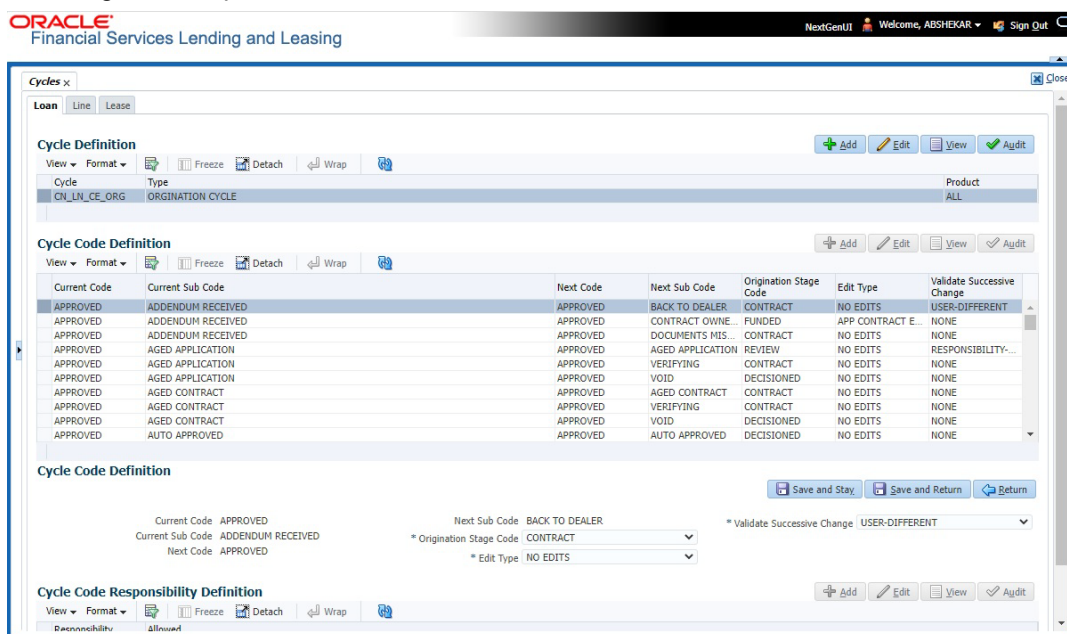 ORACLE
Financial Services Lending and Leasing
NextGenUI Welcome, ABSHEKAR Sign Out
Cycles x
Close
Loan Line Lease
Cycle Definition
Add Edit View Audit
View Format Freeze Detach Wrap
Cycle Type Product
CN_LN_CE_ORG ORGINATION CYCLE ALL
Cycle Code Definition
Add Edit View Audit
View Format Freeze Detach Wrap
Current Code Current Sub Code Next Code Next Sub Code Origination Stage Code Edit Type Validate Successive Change
APPROVED ADDENDUM RECEIVED APPROVED BACK TO DEALER CONTRACT NO EDITS USER-DIFFERENT
APPROVED ADDENDUM RECEIVED APPROVED CONTRACT OWNE... FUNDED APP CONTRACT E... NONE
APPROVED ADDENDUM RECEIVED APPROVED DOCUMENTS MIS... CONTRACT NO EDITS NONE
APPROVED AGED APPLICATION APPROVED AGED APPLICATION REVIEW NO EDITS RESPONSIBILITY-...
APPROVED AGED APPLICATION APPROVED VERIFYING CONTRACT NO EDITS NONE
APPROVED AGED APPLICATION APPROVED VOID DECISIONED NO EDITS NONE
APPROVED AGED CONTRACT APPROVED AGED CONTRACT CONTRACT NO EDITS NONE
APPROVED AGED CONTRACT APPROVED VERIFYING CONTRACT NO EDITS NONE
APPROVED AGED CONTRACT APPROVED VOID DECISIONED NO EDITS NONE
APPROVED AUTO APPROVED APPROVED AUTO APPROVED DECISIONED NO EDITS NONE
Cycle Code Definition
Save and Stay Save and Return Return
Current Code APPROVED Next Sub Code BACK TO DEALER * Validate Successive Change USER-DIFFERENT
Current Sub Code ADDENDUM RECEIVED * Origination Stage Code CONTRACT
Next Code APPROVED * Edit Type NO EDITS
Cycle Code Responsibility Definition
Add Edit View Audit
View Format Freeze Detach Wrap
Responsibility Allowed